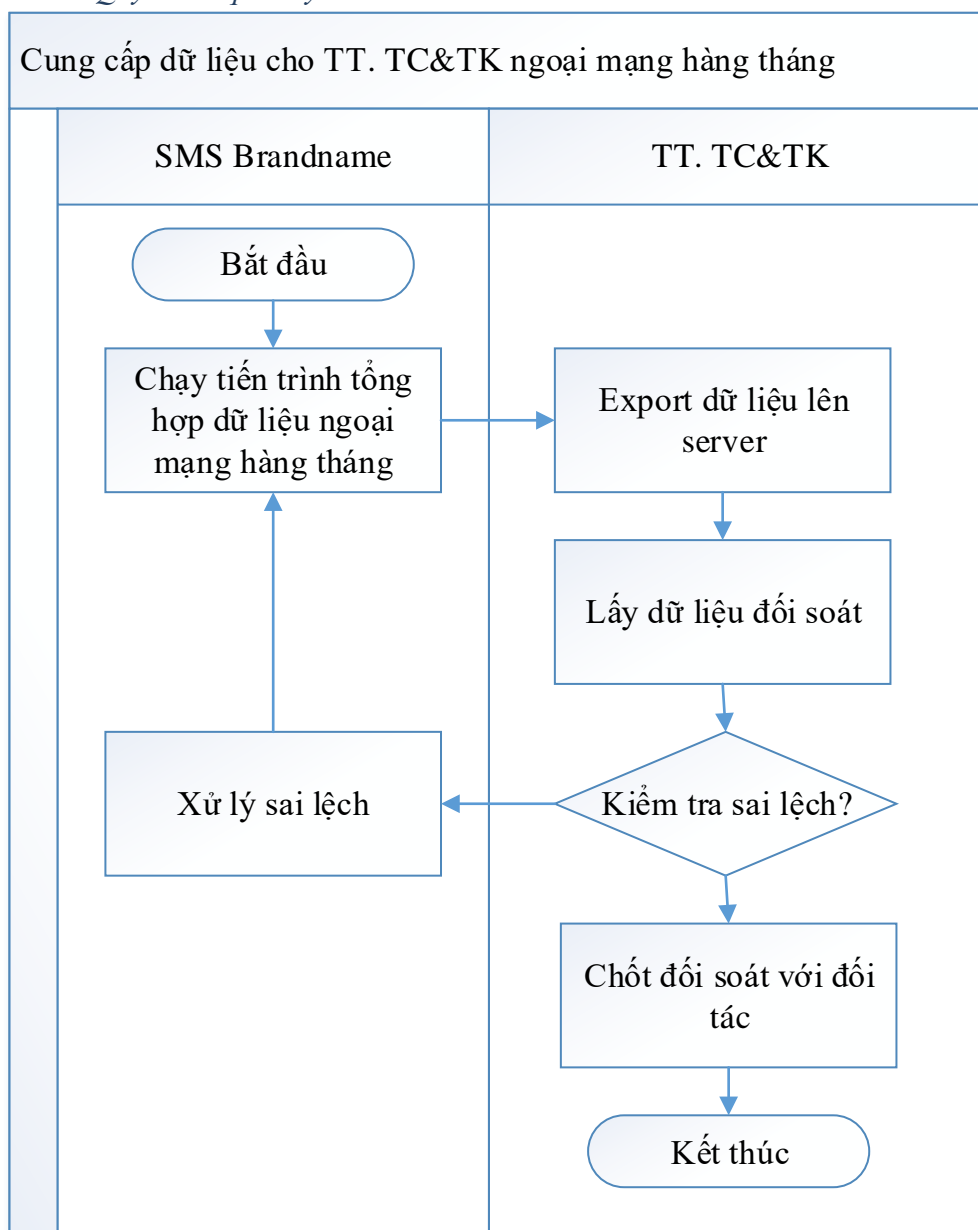 Cung cấp dữ liệu cho TT. TC&TK ngoại mạng hàng tháng
SMS Brandname
TT. TC&TK
Bắt đầu
Chạy tiến trình tổng
hợp dữ liệu ngoại
mạng hàng tháng
Export dữ liệu lên
server
Lấy dữ liệu đối soát
Xử lý sai lệch
Kiểm tra sai lệch?
Chốt đối soát với đối
tác
Kết thúc